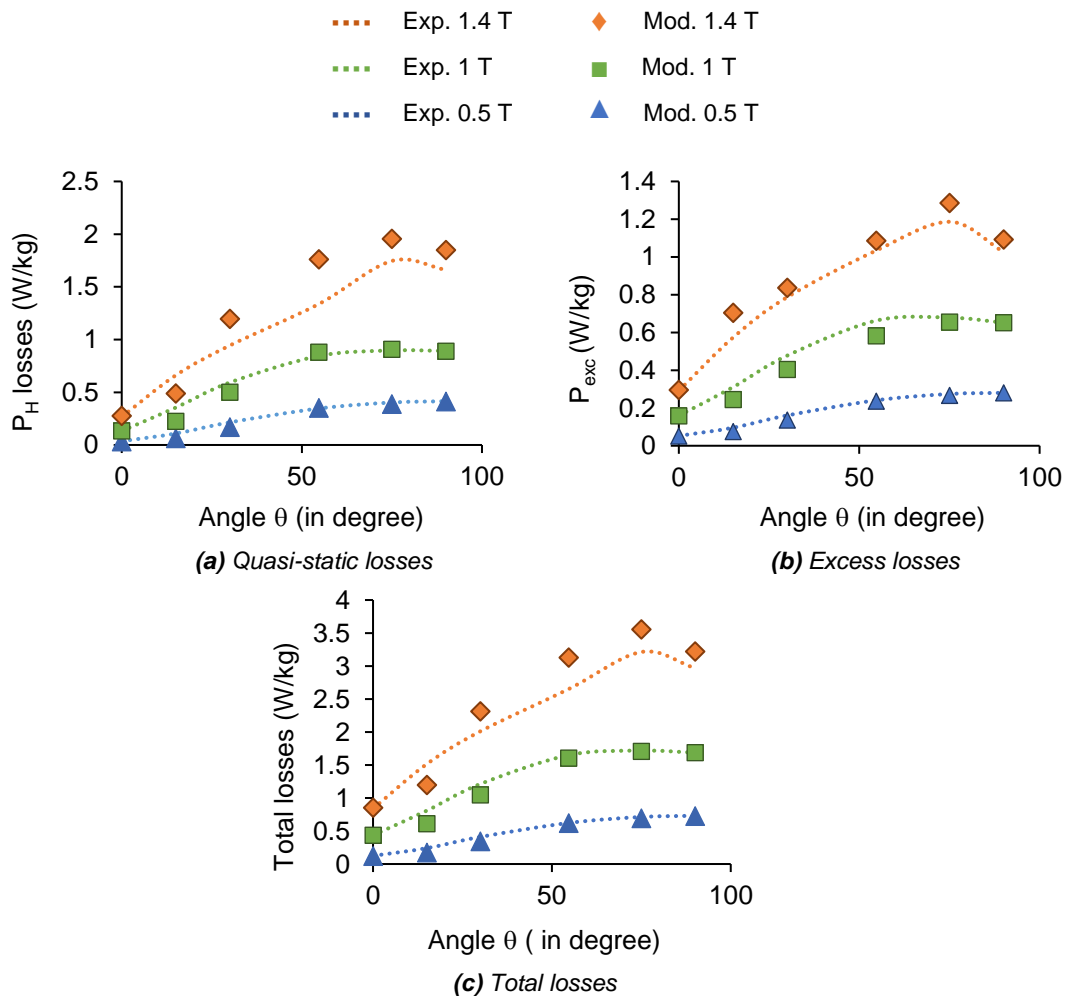 Exp. 1.4 T Mod. 1.4 T
Exp. 1 T Mod. 1 T
Exp. 0.5 T Mod. 0.5 T
P_H losses (W/kg)
2.5
2
1.5
1
0.5
0
0 50 100
Angle θ (in degree)
(a) Quasi-static losses
P_exc (W/kg)
1.4
1.2
1
0.8
0.6
0.4
0.2
0
0 50 100
Angle θ (in degree)
(b) Excess losses
Total losses (W/kg)
4
3.5
3
2.5
2
1.5
1
0.5
0
0 50 100
Angle θ ( in degree)
(c) Total losses